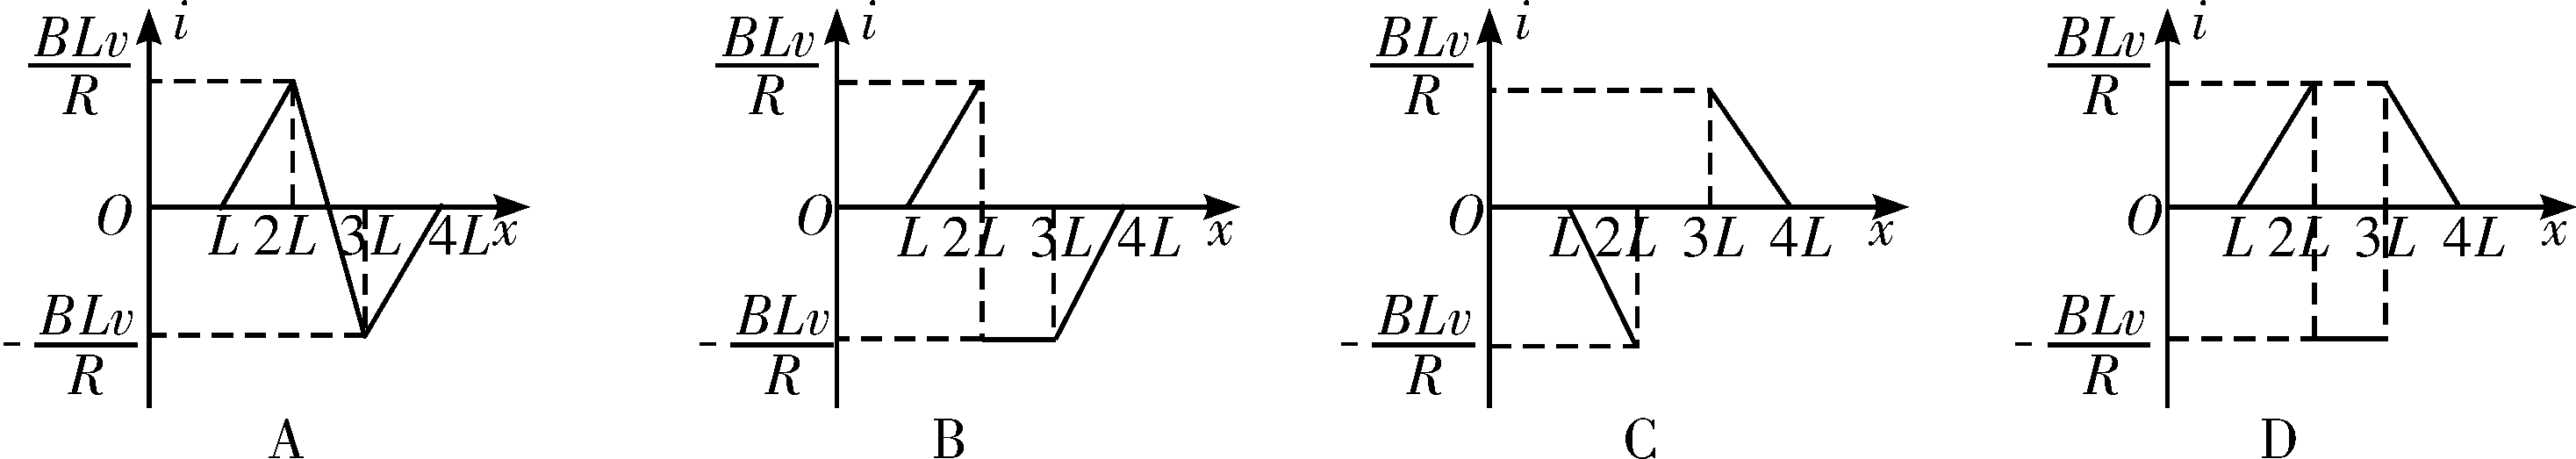 BLv/R i O L 2L 3L 4L x -BLv/R A
BLv/R i O L 2L 3L 4L x -BLv/R B
BLv/R i O L 2L 3L 4L x -BLv/R C
BLv/R i O L 2L 3L 4L x -BLv/R D